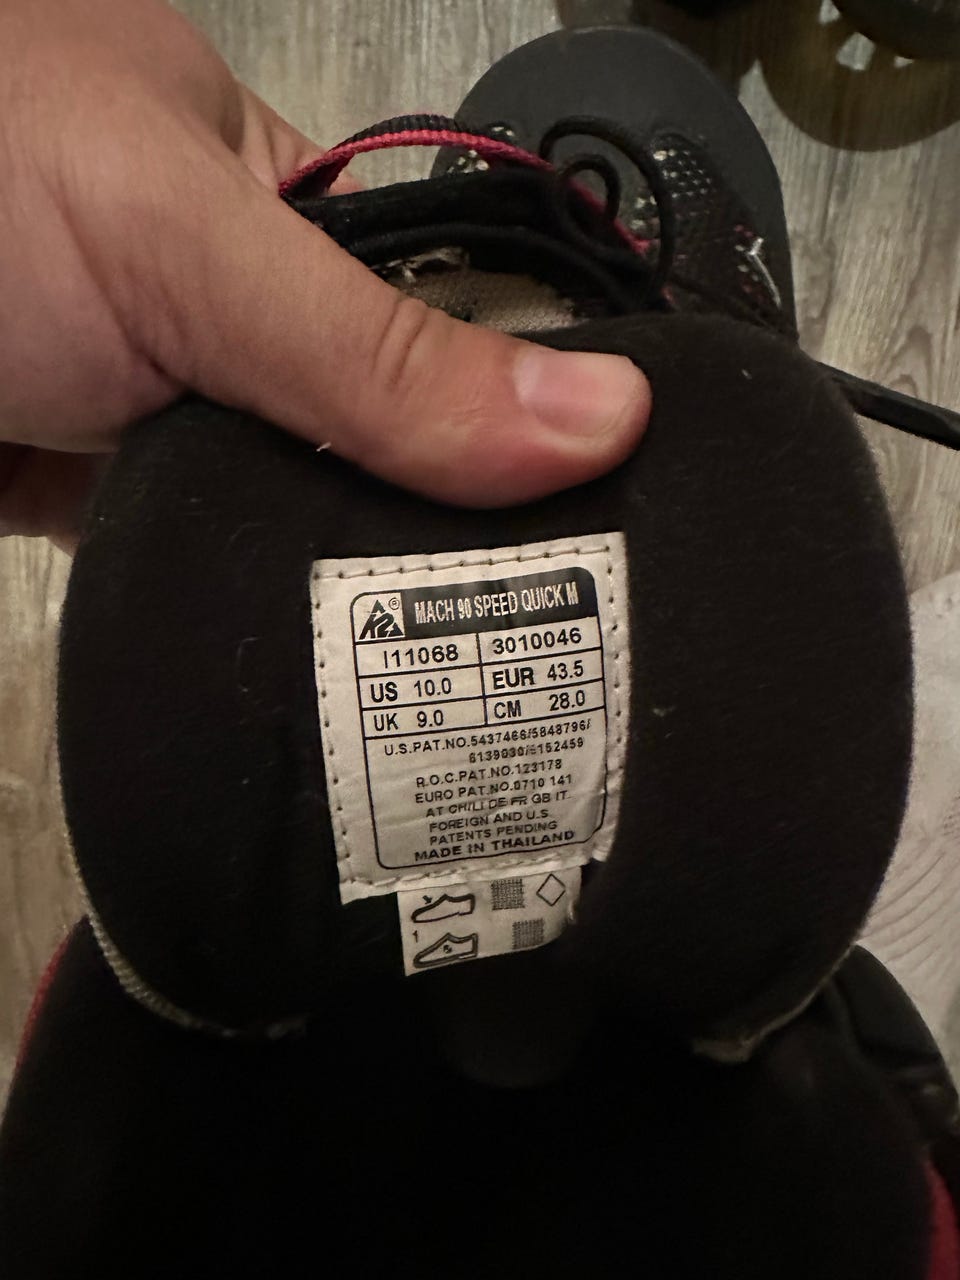 K2® MACH 90 SPEED QUICK M
I11068 3010046
US 10.0 EUR 43.5
UK 9.0 CM 28.0
U.S.PAT.NO.5437466/5848796/
6139030/6152459
R.O.C.PAT.NO.123178
EURO PAT.NO.0710 141
AT CH/LI DE FR GB IT.
FOREIGN AND U.S.
PATENTS PENDING
MADE IN THAILAND
1